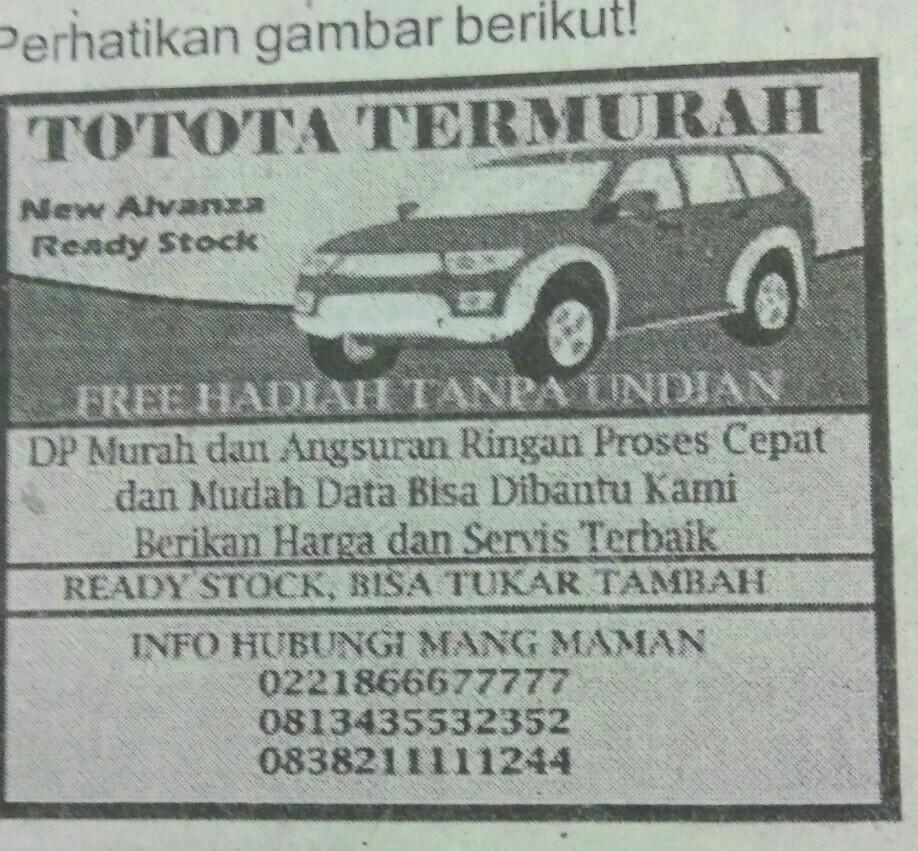 Perhatikan gambar berikut!
TOTOTA TERMURAH
New Alvanza
Ready Stock
FREE HADIAH TANPA UNDIAN
DP Murah dan Angsuran Ringan Proses Cepat
dan Mudah Data Bisa Dibantu Kami
Berikan Harga dan Servis Terbaik
READY STOCK, BISA TUKAR TAMBAH
INFO HUBUNGI MANG MAMAN
0221866677777
0813435532352
0838211111244